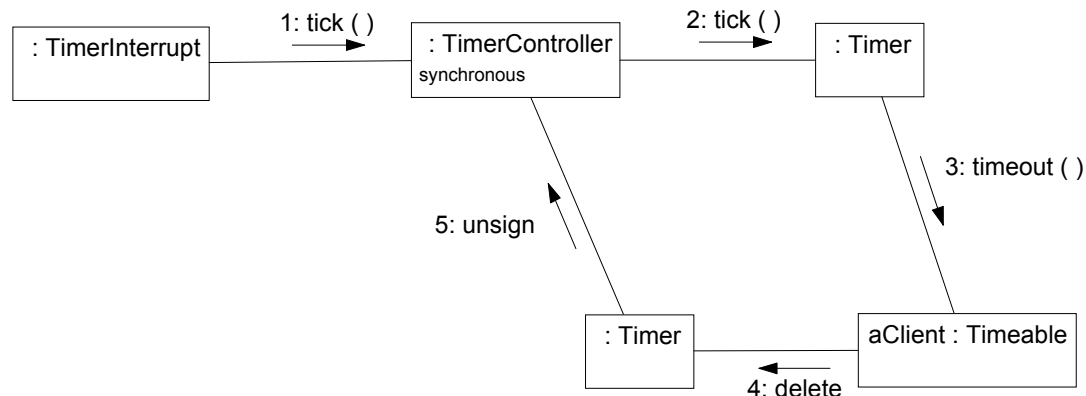 1: tick ( )
2: tick ( )
: TimerInterrupt
: TimerController
synchronous
: Timer
3: timeout ( )
5: unsign
: Timer
aClient : Timeable
4: delete